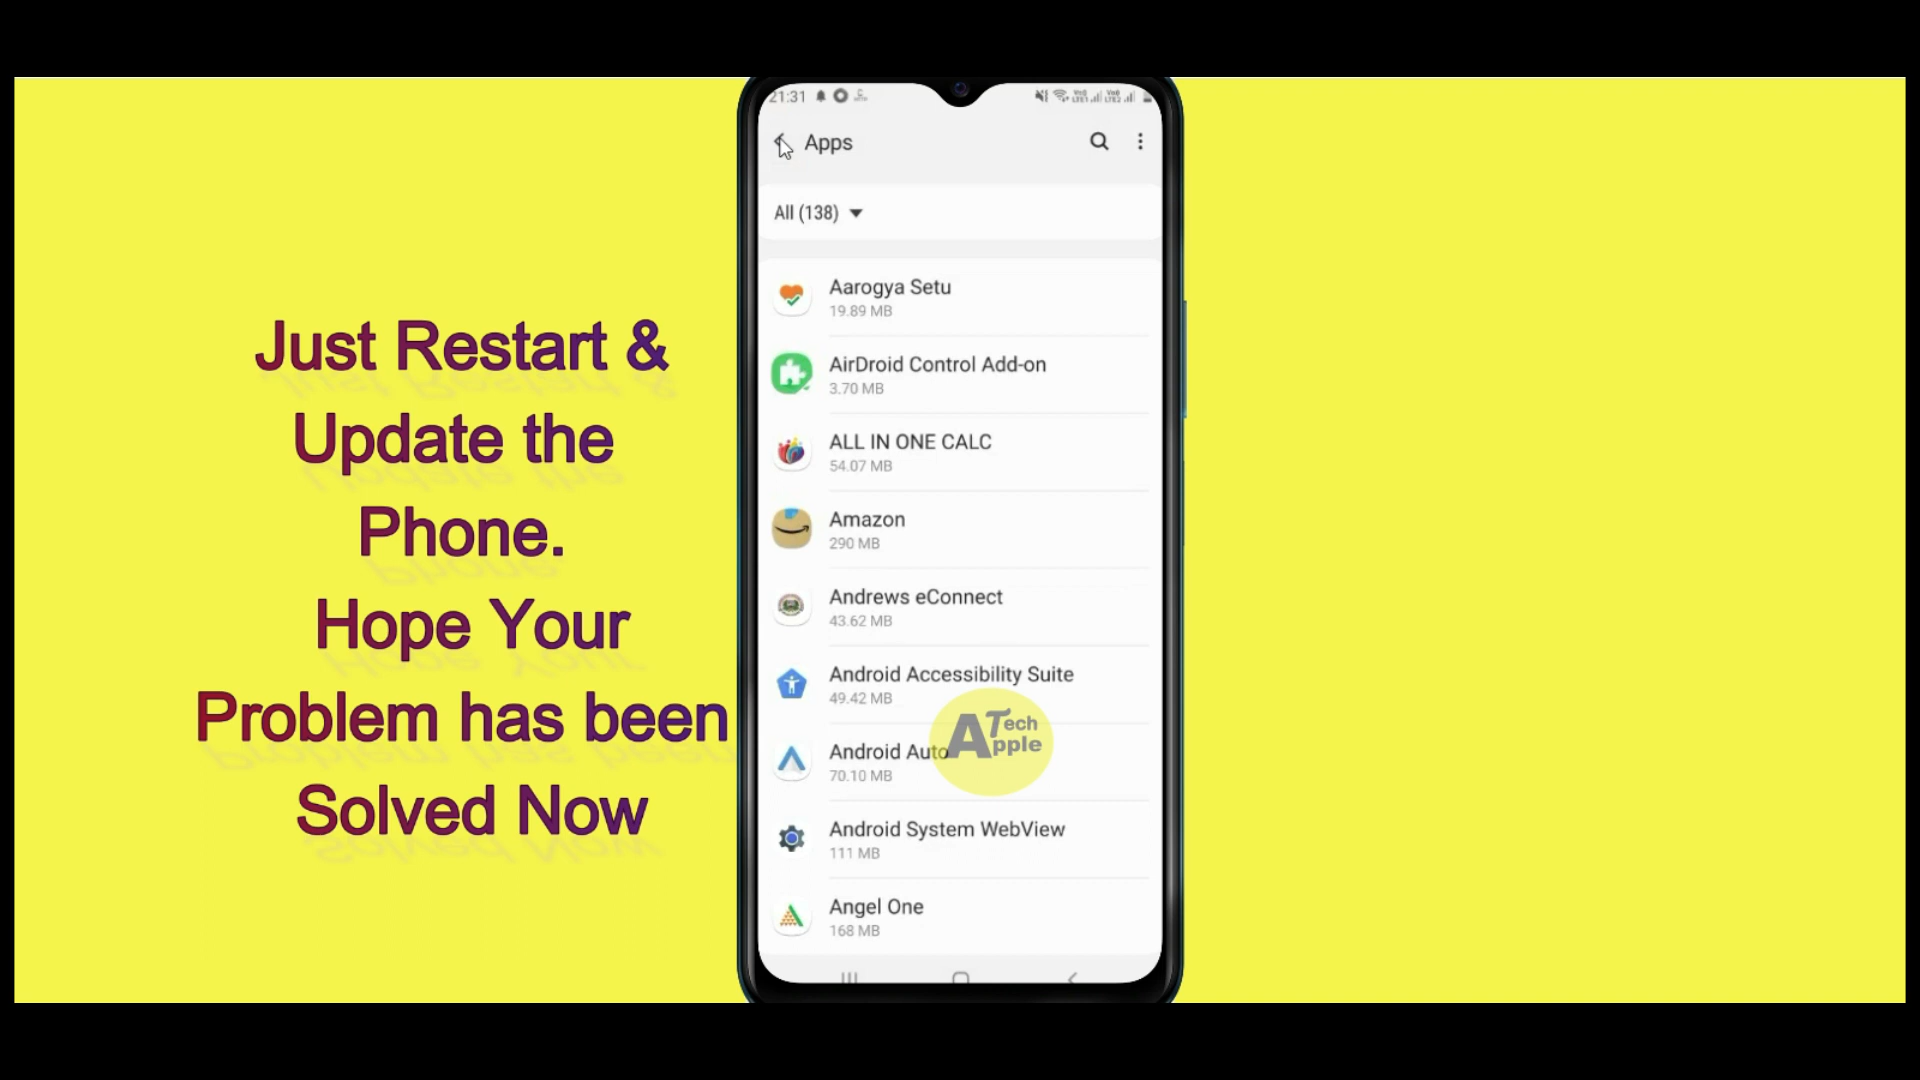 Just Restart &
Update the
Phone.
Hope Your
Problem has been
Solved Now
21:31
Apps
All (138)
Aarogya Setu
19.89 MB
AirDroid Control Add-on
3.70 MB
ALL IN ONE CALC
54.07 MB
Amazon
290 MB
Andrews eConnect
43.62 MB
Android Accessibility Suite
49.42 MB
Android Auto
70.10 MB
ATech
Apple
Android System WebView
111 MB
Angel One
168 MB